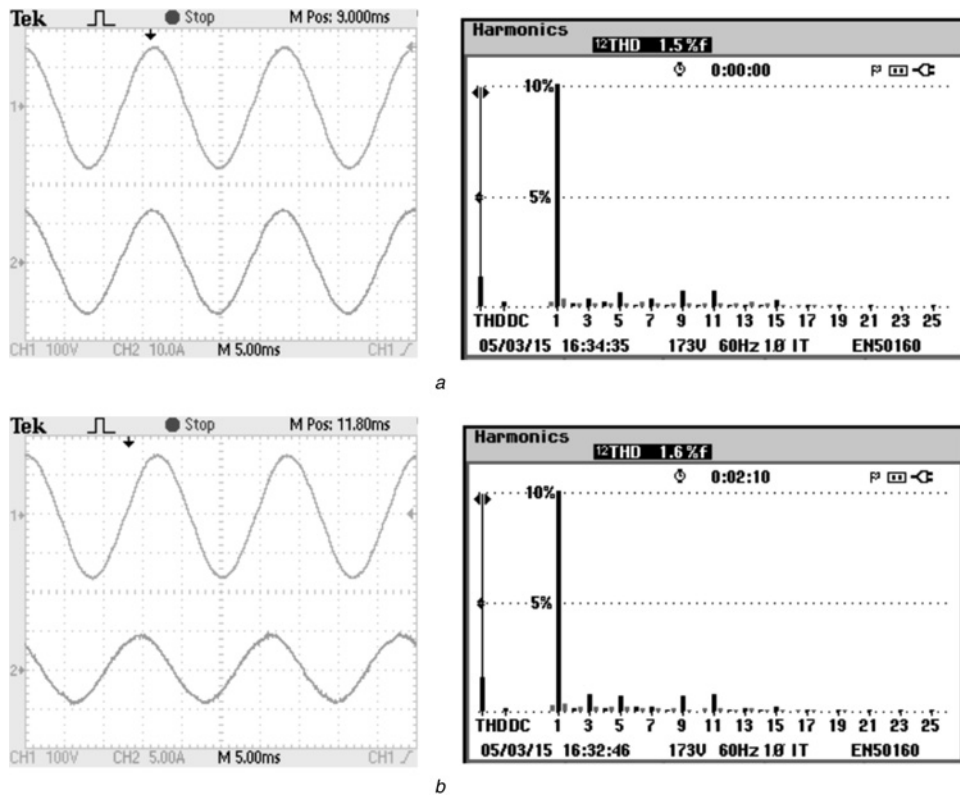 Tek Stop M Pos: 9.000ms
1
2
CH1 100V CH2 10.0A M 5.00ms CH1
Harmonics
12THD 1.5%f
0:00:00
10%
5%
THD DC 1 3 5 7 9 11 13 15 17 19 21 23 25
05/03/15 16:34:35 173V 60Hz 1Ø IT EN50160
a
Tek Stop M Pos: 11.80ms
1
2
CH1 100V CH2 5.00A M 5.00ms CH1
Harmonics
12THD 1.6%f
0:02:10
10%
5%
THD DC 1 3 5 7 9 11 13 15 17 19 21 23 25
05/03/15 16:32:46 173V 60Hz 1Ø IT EN50160
b